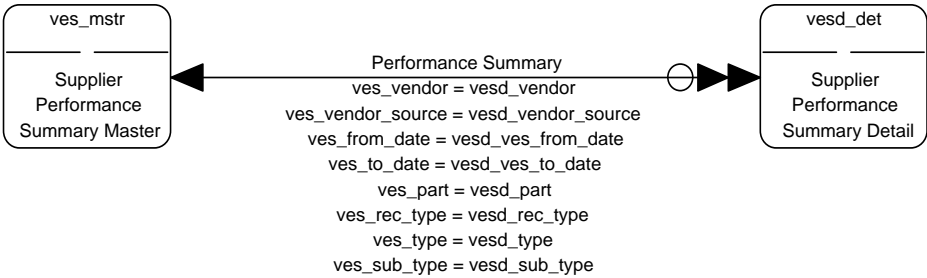 ves_mstr
Supplier
Performance
Summary Master
Performance Summary
ves_vendor = vesd_vendor
ves_vendor_source = vesd_vendor_source
ves_from_date = vesd_ves_from_date
ves_to_date = vesd_ves_to_date
ves_part = vesd_part
ves_rec_type = vesd_rec_type
ves_type = vesd_type
ves_sub_type = vesd_sub_type
vesd_det
Supplier
Performance
Summary Detail